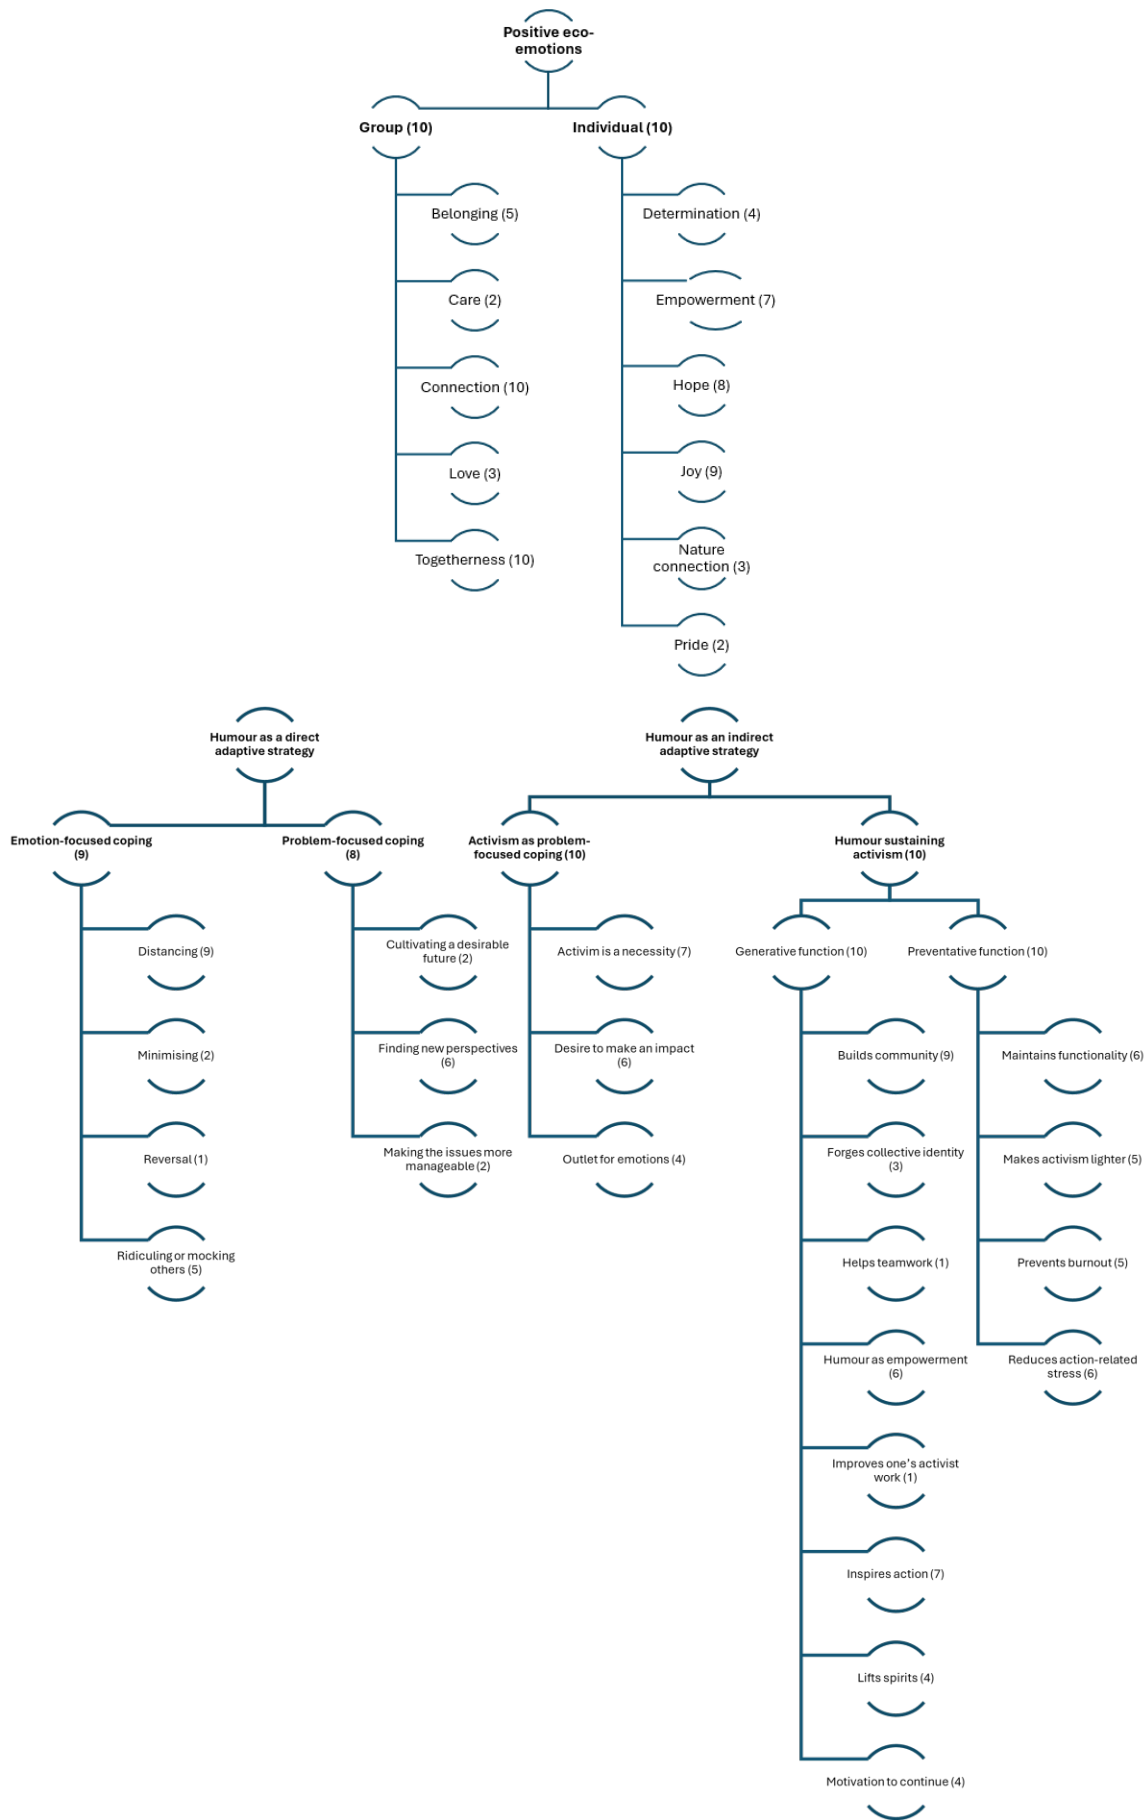 Positive eco-
emotions
Group (10)
Individual (10)
Belonging (5)
Care (2)
Connection (10)
Love (3)
Togetherness (10)
Determination (4)
Empowerment (7)
Hope (8)
Joy (9)
Nature
connection (3)
Pride (2)
Humour as a direct
adaptive strategy
Emotion-focused coping
(9)
Distancing (9)
Minimising (2)
Reversal (1)
Ridiculing or mocking
others (5)
Problem-focused coping
(8)
Cultivating a desirable
future (2)
Finding new perspectives
(6)
Making the issues more
manageable (2)
Humour as an indirect
adaptive strategy
Activism as problem-
focused coping (10)
Activim is a necessity (7)
Desire to make an impact
(6)
Outlet for emotions (4)
Humour sustaining
activism (10)
Generative function (10)
Builds community (9)
Forges collective identity
(3)
Helps teamwork (1)
Humour as empowerment
(6)
Improves one's activist
work (1)
Inspires action (7)
Lifts spirits (4)
Motivation to continue (4)
Preventative function (10)
Maintains functionality (6)
Makes activism lighter (5)
Prevents burnout (5)
Reduces action-related
stress (6)